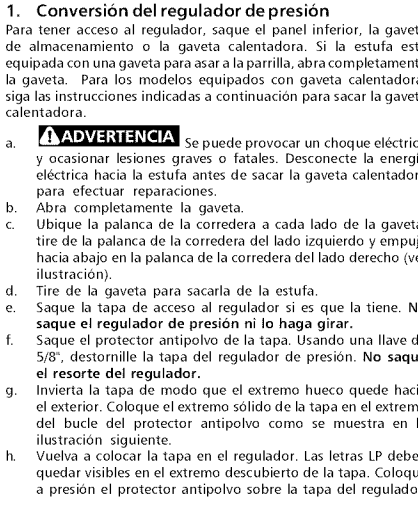 1. Conversión del regulador de presión
Para tener acceso al regulador, saque el panel inferior, la gavet
de almacenamiento o la gaveta calentadora. Si la estufa est
equipada con una gaveta para asar a la parrilla, abra completament
la gaveta. Para los modelos equipados con gaveta calentador
siga las instrucciones indicadas a continuación para sacar la gavet
calentadora.
a. ADVERTENCIA Se puede provocar un choque eléctric
y ocasionar lesiones graves o fatales. Desconecte la energí
eléctrica hacia la estufa antes de sacar la gaveta calentador
para efectuar reparaciones.
b. Abra completamente la gaveta.
c. Ubique la palanca de la corredera a cada lado de la gavet
tire de la palanca de la corredera del lado izquierdo y empuj
hacia abajo en la palanca de la corredera del lado derecho (ve
ilustración).
d. Tire de la gaveta para sacarla de la estufa.
e. Saque la tapa de acceso al regulador si es que la tiene. N
saque el regulador de presión ni lo haga girar.
f. Saque el protector antipolvo de la tapa. Usando una llave d
5/8", destornille la tapa del regulador de presión. No saqu
el resorte del regulador.
g. Invierta la tapa de modo que el extremo hueco quede haci
el exterior. Coloque el extremo sólido de la tapa en el extrem
del bucle del protector antipolvo como se muestra en l
ilustración siguiente.
h. Vuelva a colocar la tapa en el regulador. Las letras LP debe
quedar visibles en el extremo descubierto de la tapa. Coloqu
a presión el protector antipolvo sobre la tapa del regulado